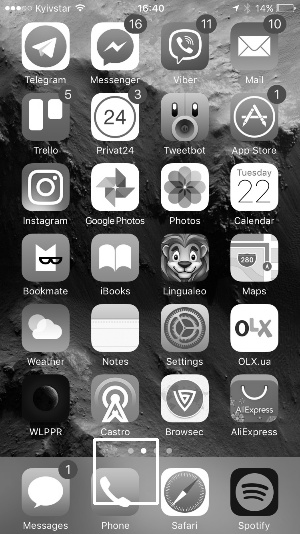 Kyivstar 16:40 14%
16 11 10
Telegram Messenger Viber Mail
5 3 1
24
Trello Privat24 Tweetbot App Store
Tuesday
22
Instagram Google Photos Photos Calendar
280
Bookmate iBooks Lingualeo Maps
OLX
Weather Notes Settings OLX.ua
AliExpress
WLPPR Castro Browsec AliExpress
1
Messages Phone Safari Spotify